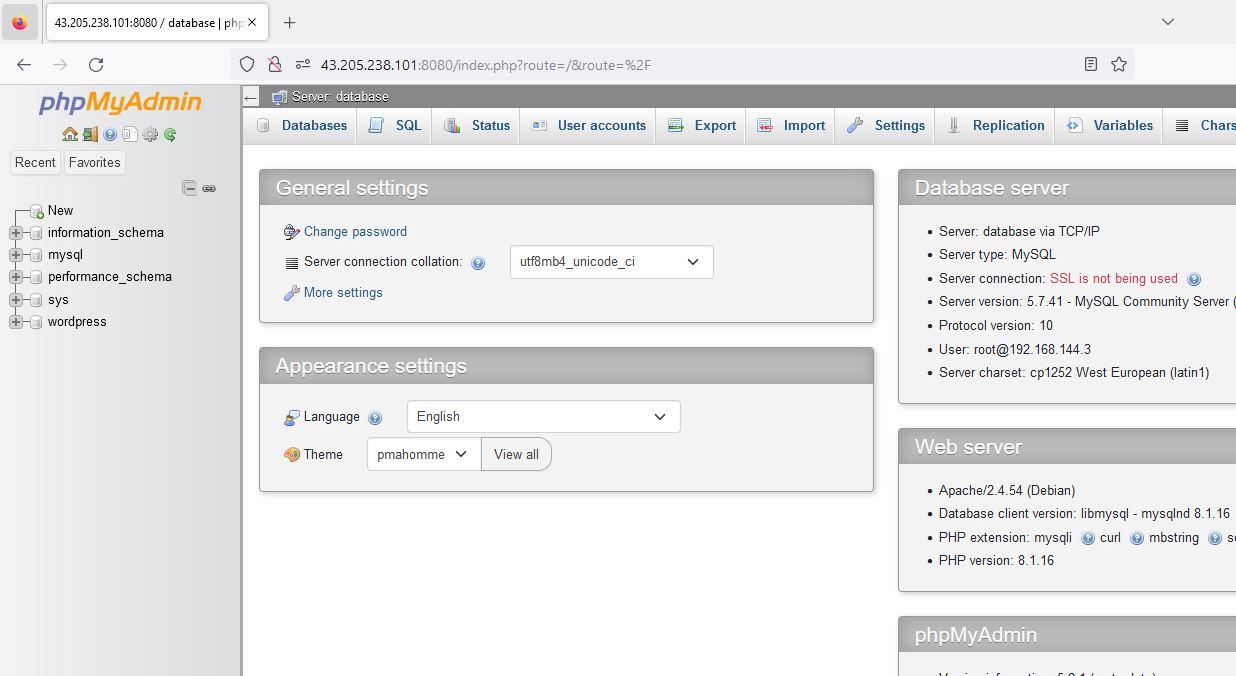 43.205.238.101:8080 / database | php
43.205.238.101:8080/index.php?route=/&route=%2F
phpMyAdmin
Recent
Favorites
New
information_schema
mysql
performance_schema
sys
wordpress
Server: database
Databases
SQL
Status
User accounts
Export
Import
Settings
Replication
Variables
Chars
General settings
Change password
Server connection collation:
utf8mb4_unicode_ci
More settings
Appearance settings
Language
English
Theme
pmahomme
View all
Database server
Server: database via TCP/IP
Server type: MySQL
Server connection: SSL is not being used
Server version: 5.7.41 - MySQL Community Server (
Protocol version: 10
User: root@192.168.144.3
Server charset: cp1252 West European (latin1)
Web server
Apache/2.4.54 (Debian)
Database client version: libmysql - mysqlnd 8.1.16
PHP extension: mysqli curl mbstring
PHP version: 8.1.16
phpMyAdmin